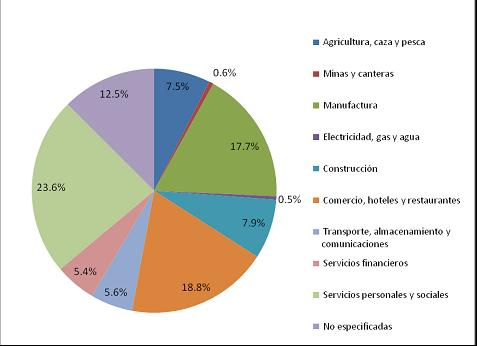 Agricultura, caza y pesca
Minas y canteras
Manufactura
Electricidad, gas y agua
Construcción
Comercio, hoteles y restaurantes
Transporte, almacenamiento y
comunicaciones
Servicios financieros
Servicios personales y sociales
No especificadas
7.5%
0.6%
17.7%
0.5%
7.9%
18.8%
5.6%
5.4%
23.6%
12.5%